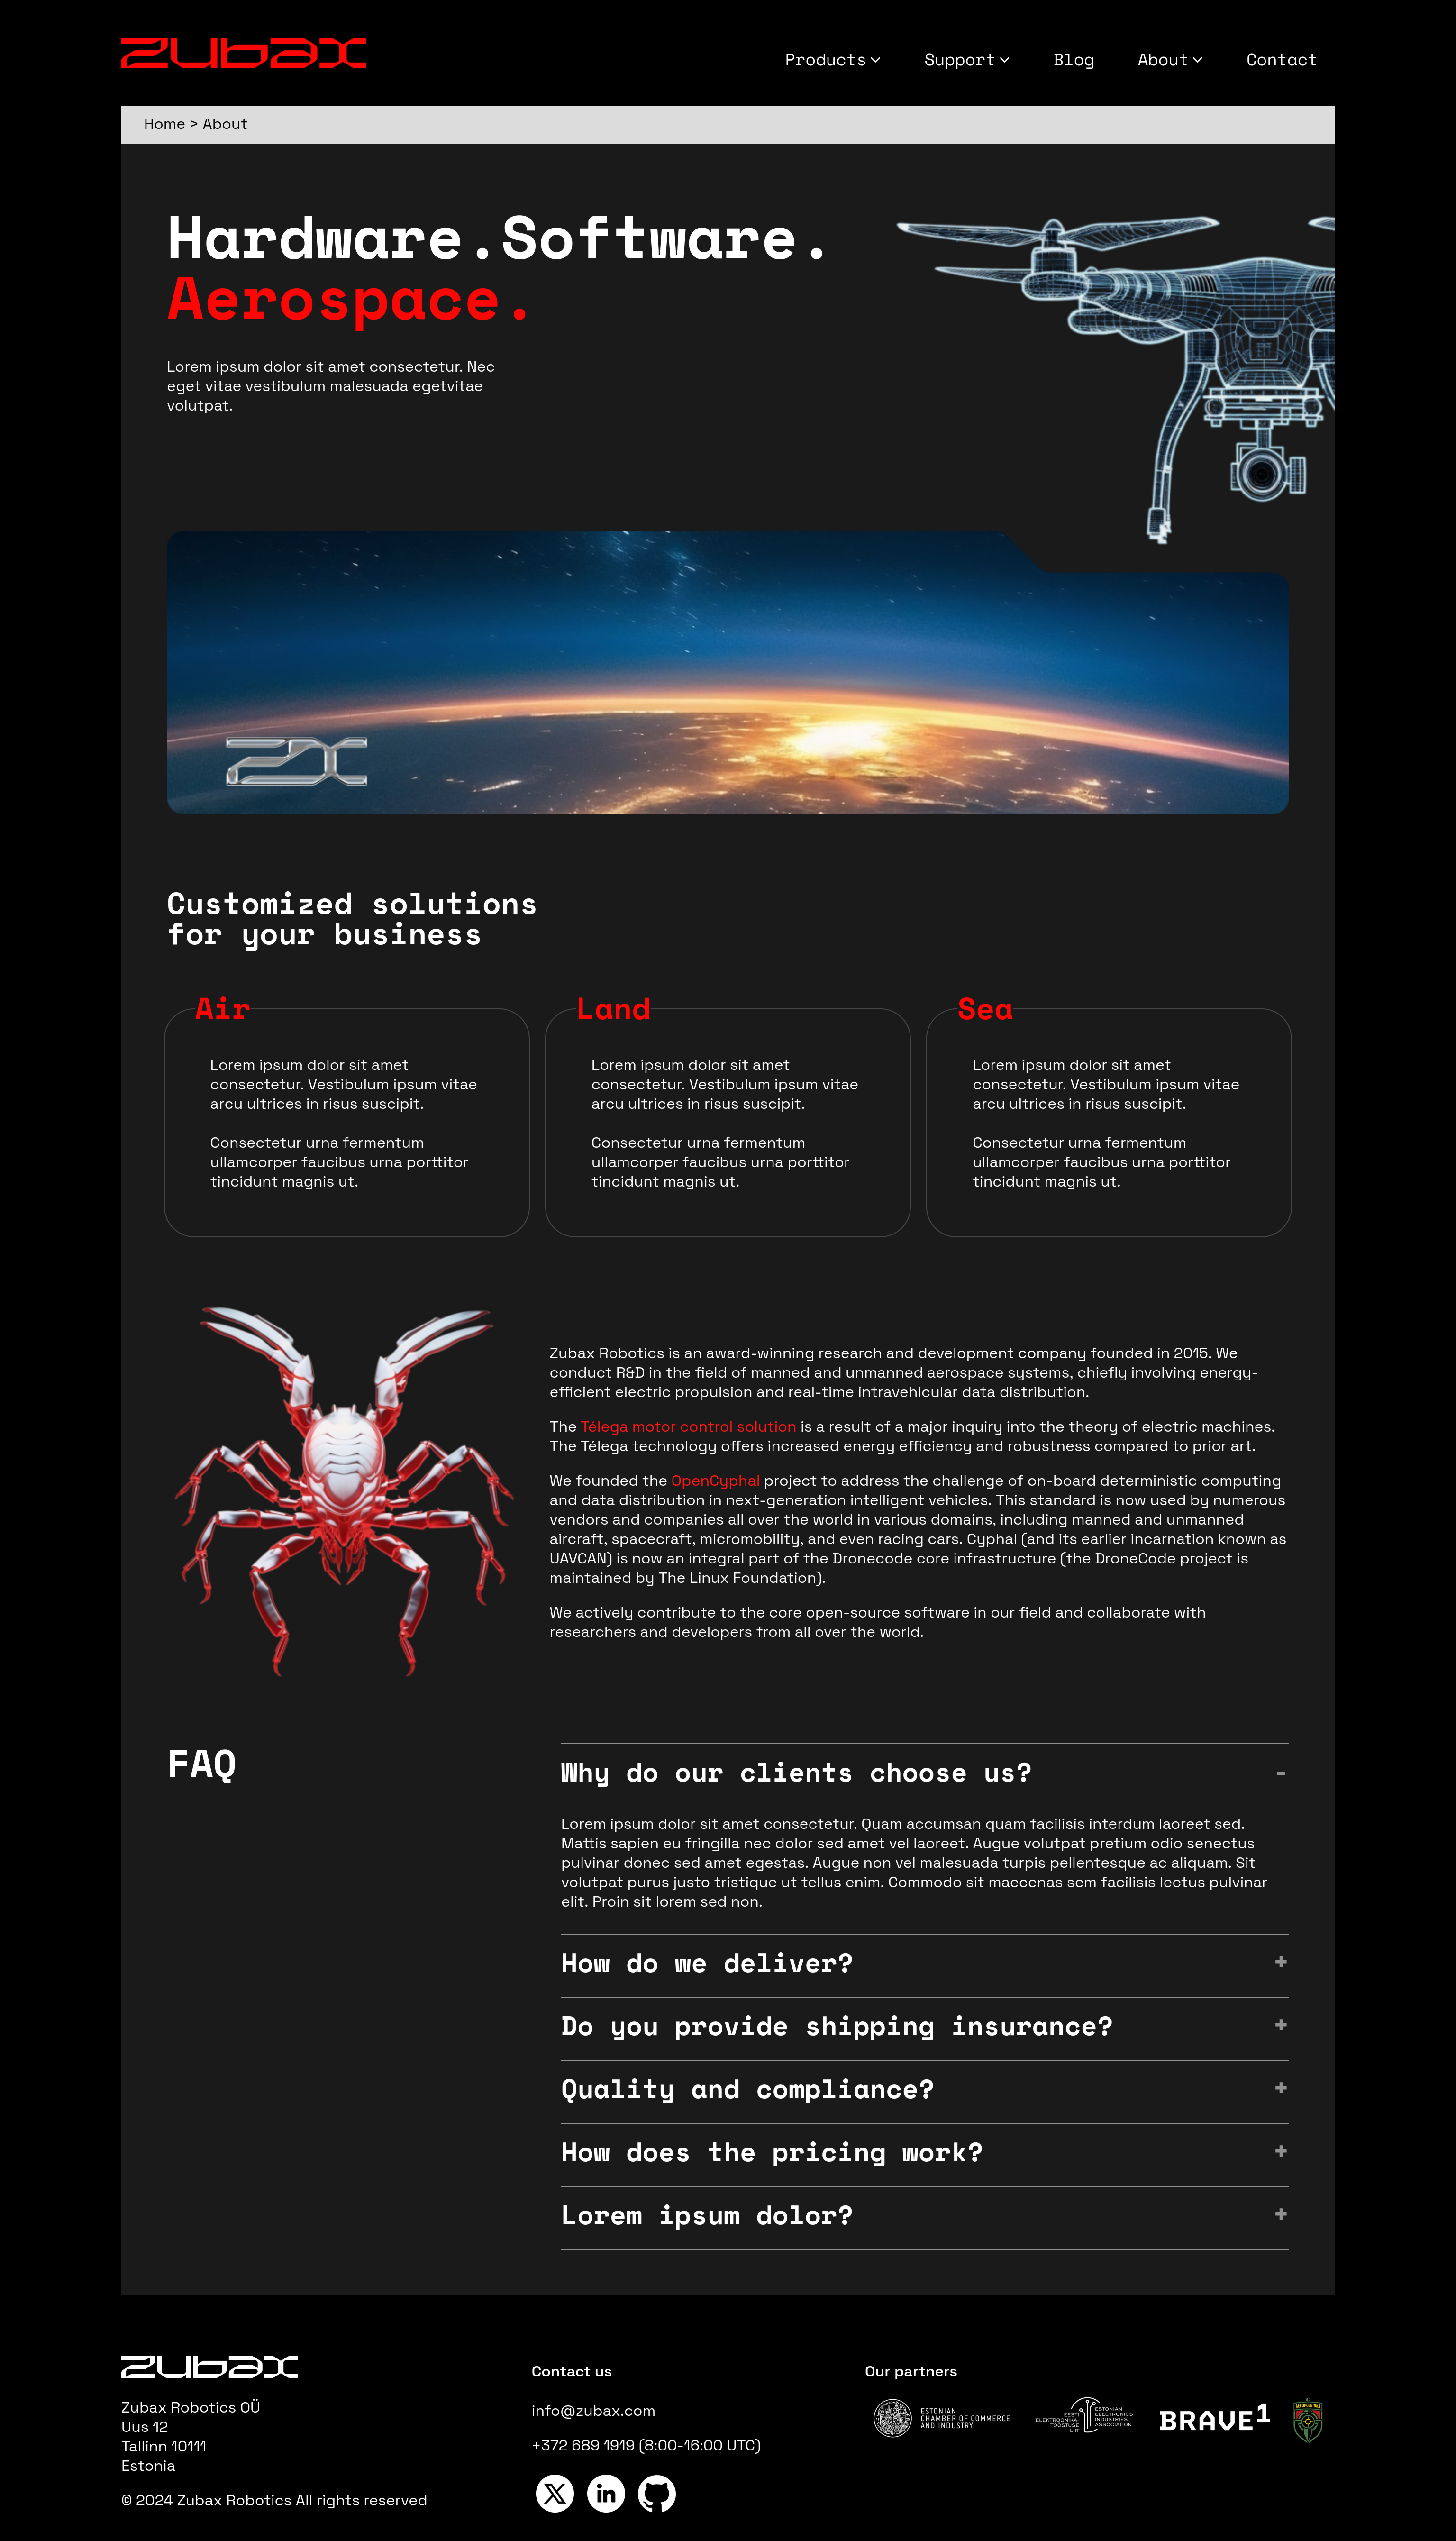 zubax
Products Support Blog About Contact
Home > About
Hardware.Software.
Aerospace.
Lorem ipsum dolor sit amet consectetur. Nec
eget vitae vestibulum malesuada egetvitae
volutpat.
ZX
Customized solutions
for your business
Air
Lorem ipsum dolor sit amet
consectetur. Vestibulum ipsum vitae
arcu ultrices in risus suscipit.
Consectetur urna fermentum
ullamcorper faucibus urna porttitor
tincidunt magnis ut.
Land
Lorem ipsum dolor sit amet
consectetur. Vestibulum ipsum vitae
arcu ultrices in risus suscipit.
Consectetur urna fermentum
ullamcorper faucibus urna porttitor
tincidunt magnis ut.
Sea
Lorem ipsum dolor sit amet
consectetur. Vestibulum ipsum vitae
arcu ultrices in risus suscipit.
Consectetur urna fermentum
ullamcorper faucibus urna porttitor
tincidunt magnis ut.
Zubax Robotics is an award-winning research and development company founded in 2015. We
conduct R&D in the field of manned and unmanned aerospace systems, chiefly involving energy-
efficient electric propulsion and real-time intravehicular data distribution.
The Télega motor control solution is a result of a major inquiry into the theory of electric machines.
The Télega technology offers increased energy efficiency and robustness compared to prior art.
We founded the OpenCyphal project to address the challenge of on-board deterministic computing
and data distribution in next-generation intelligent vehicles. This standard is now used by numerous
vendors and companies all over the world in various domains, including manned and unmanned
aircraft, spacecraft, micromobility, and even racing cars. Cyphal (and its earlier incarnation known as
UAVCAN) is now an integral part of the Dronecode core infrastructure (the DroneCode project is
maintained by The Linux Foundation).
We actively contribute to the core open-source software in our field and collaborate with
researchers and developers from all over the world.
FAQ
Why do our clients choose us? -
Lorem ipsum dolor sit amet consectetur. Quam accumsan quam facilisis interdum laoreet sed.
Mattis sapien eu fringilla nec dolor sed amet vel laoreet. Augue volutpat pretium odio senectus
pulvinar donec sed amet egestas. Augue non vel malesuada turpis pellentesque ac aliquam. Sit
volutpat purus justo tristique ut tellus enim. Commodo sit maecenas sem facilisis lectus pulvinar
elit. Proin sit lorem sed non.
How do we deliver? +
Do you provide shipping insurance? +
Quality and compliance? +
How does the pricing work? +
Lorem ipsum dolor? +
zubax
Zubax Robotics OÜ
Uus 12
Tallinn 10111
Estonia
© 2024 Zubax Robotics All rights reserved
Contact us
info@zubax.com
+372 689 1919 (8:00-16:00 UTC)
X in
Our partners
ESTONIAN
CHAMBER OF COMMERCE
AND INDUSTRY
EESTI
ELEKTROONIKA-
TÖÖSTUSE
LIIT
ESTONIAN
ELECTRONICS
INDUSTRIES
ASSOCIATION
BRAVE1